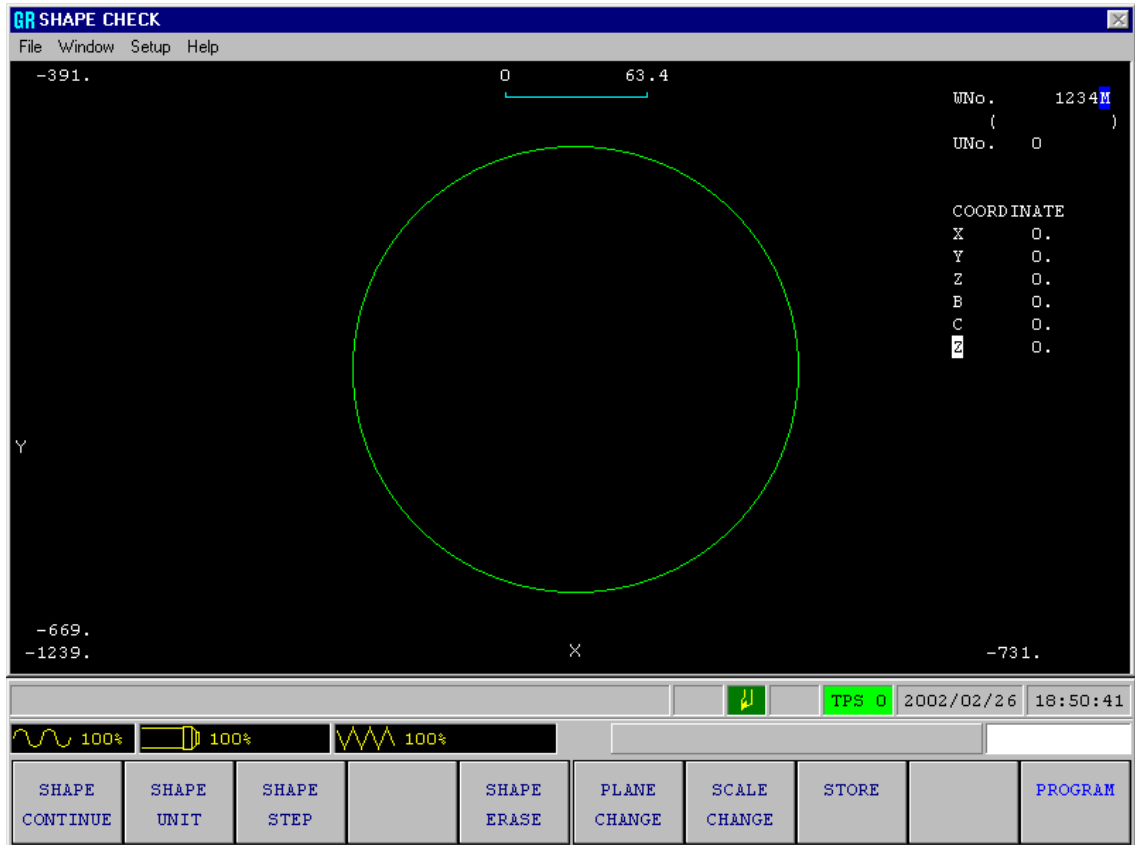 GR SHAPE CHECK
File Window Setup Help
-391. 0 63.4
WNo. 1234M
( )
UNo. 0
COORDINATE
X 0.
Y 0.
Z 0.
B 0.
C 0.
Z 0.
Y
-669.
-1239. X -731.
TPS 0 2002/02/26 18:50:41
100% 100% 100%
SHAPE CONTINUE
SHAPE UNIT
SHAPE STEP
SHAPE ERASE
PLANE CHANGE
SCALE CHANGE
STORE
PROGRAM